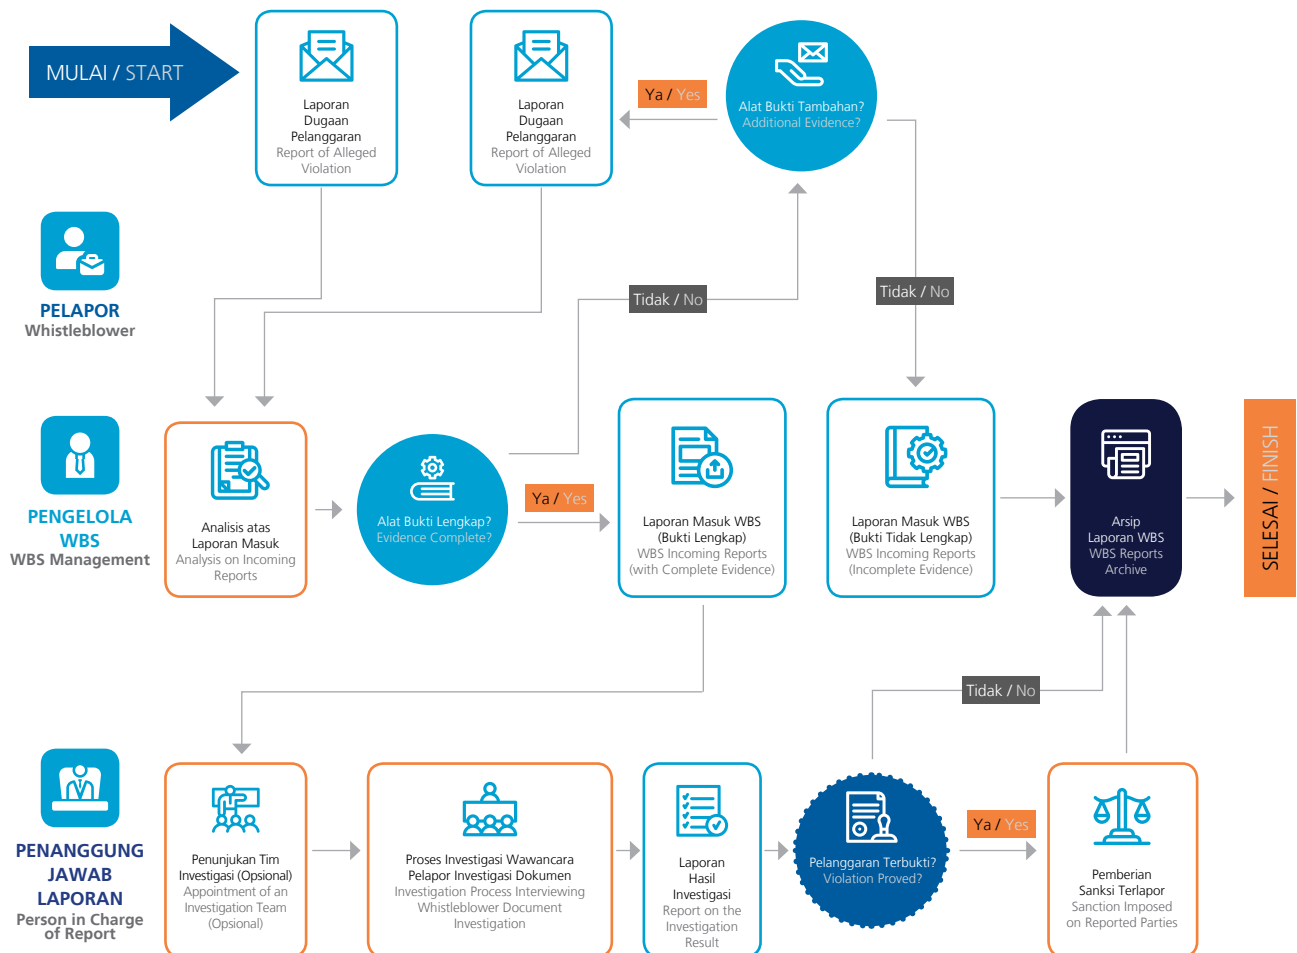 MULAI / START
Laporan
Dugaan
Pelanggaran
Report of Alleged
Violation
Laporan
Dugaan
Pelanggaran
Report of Alleged
Violation
Ya / Yes
Alat Bukti Tambahan?
Additional Evidence?
PELAPOR
Whistleblower
Tidak / No
Tidak / No
PENGELOLA
WBS
WBS Management
Analisis atas
Laporan Masuk
Analysis on Incoming
Reports
Alat Bukti Lengkap?
Evidence Complete?
Ya / Yes
Laporan Masuk WBS
(Bukti Lengkap)
WBS Incoming Reports
(with Complete Evidence)
Laporan Masuk WBS
(Bukti Tidak Lengkap)
WBS Incoming Reports
(Incomplete Evidence)
Arsip
Laporan WBS
WBS Reports
Archive
SELESAI / FINISH
Tidak / No
PENANGGUNG
JAWAB
LAPORAN
Person in Charge
of Report
Penunjukan Tim
Investigasi (Opsional)
Appointment of an
Investigation Team
(Opsional)
Proses Investigasi Wawancara
Pelapor Investigasi Dokumen
Investigation Process Interviewing
Whistleblower Document
Investigation
Laporan
Hasil
Investigasi
Report on the
Investigation
Result
Pelanggaran Terbukti?
Violation Proved?
Ya / Yes
Pemberian
Sanksi Terlapor
Sanction Imposed
on Reported Parties